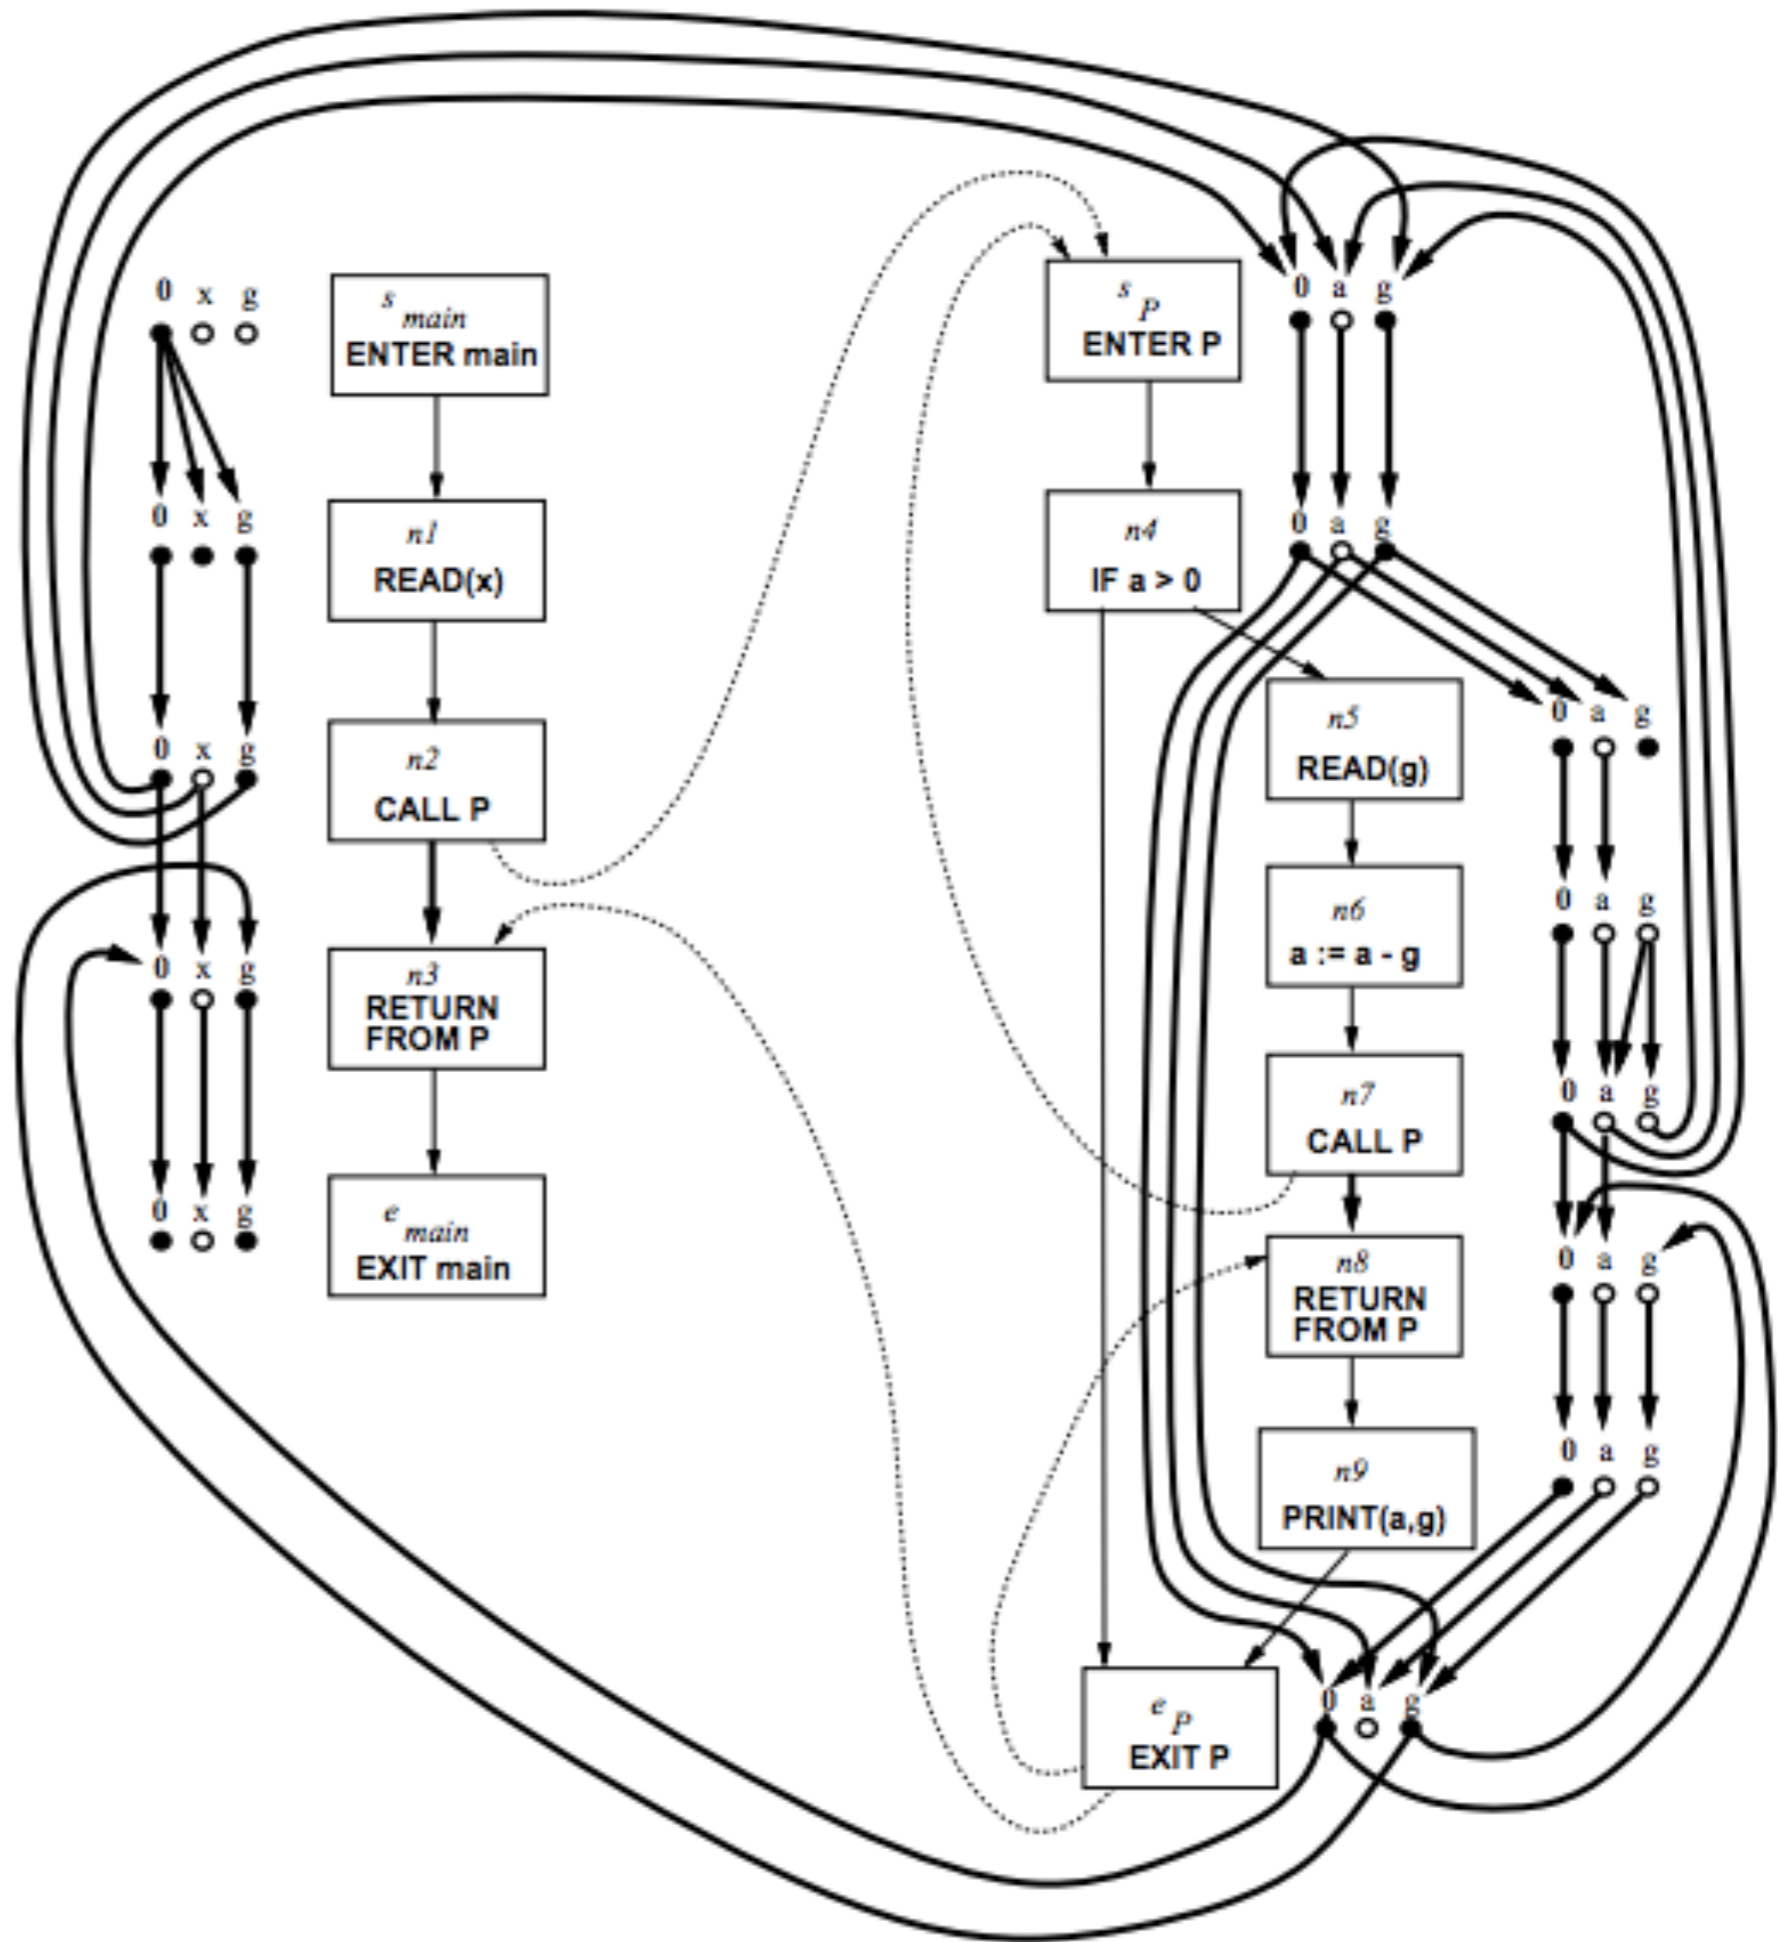 0 x g
s main
ENTER main
0 x g
n1
READ(x)
0 x g
n2
CALL P
0 x g
n3
RETURN
FROM P
0 x g
e main
EXIT main
s P
ENTER P
0 a g
n4
IF a > 0
0 a g
n5
READ(g)
0 a g
n6
a := a - g
0 a g
n7
CALL P
0 a g
n8
RETURN
FROM P
0 a g
n9
PRINT(a,g)
0 a g
e P
EXIT P
0 a g